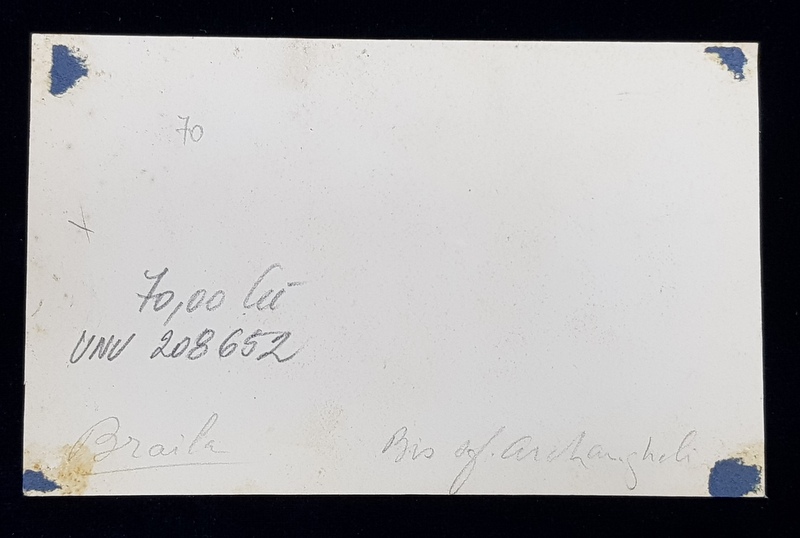 70
x
70,00 lei
UNV 208652
Braila
Bis sf. Archangheli